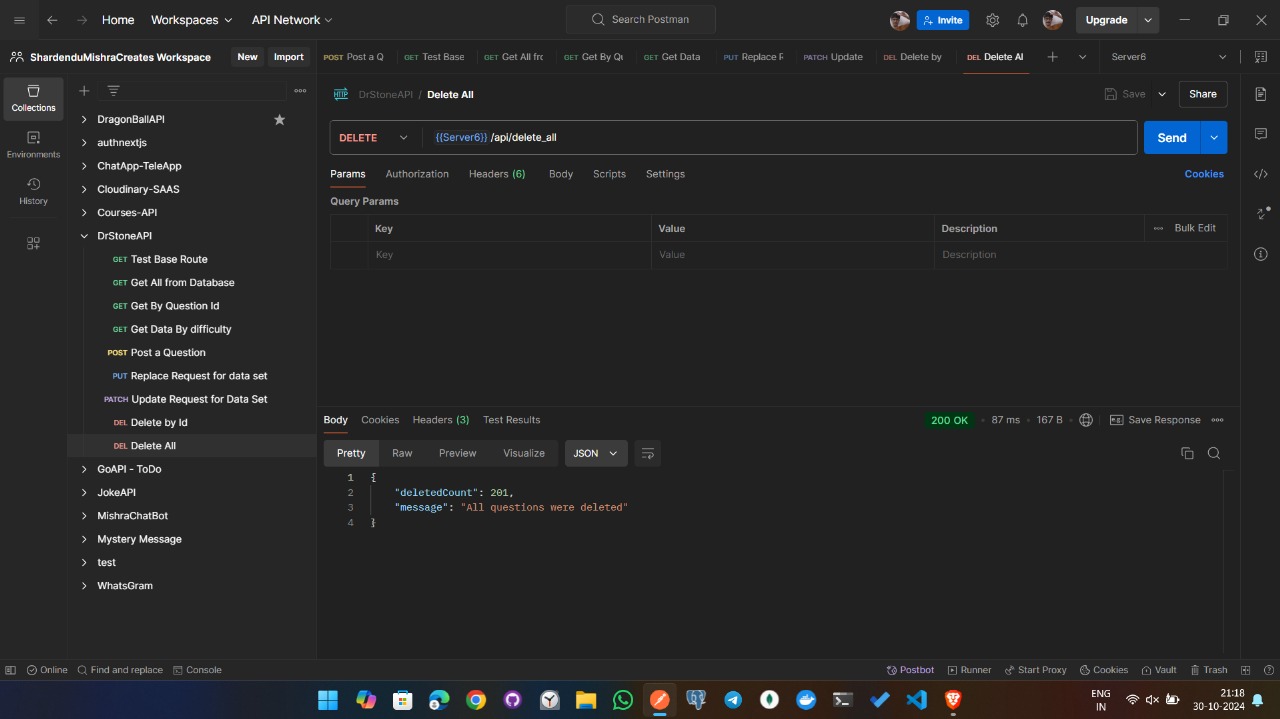 Home Workspaces API Network Search Postman Invite Upgrade
ShardenduMishraCreates Workspace New Import POST Post a Q GET Test Base GET Get All fro GET Get By Qu GET Get Data PUT Replace R PATCH Update DEL Delete by DEL Delete Al Server6
Collections
Environments
History
DragonBallAPI
authnextjs
ChatApp-TeleApp
Cloudinary-SAAS
Courses-API
DrStoneAPI
GET Test Base Route
GET Get All from Database
GET Get By Question Id
GET Get Data By difficulty
POST Post a Question
PUT Replace Request for data set
PATCH Update Request for Data Set
DEL Delete by Id
DEL Delete All
GoAPI - ToDo
JokeAPI
MishraChatBot
Mystery Message
test
WhatsGram
HTTP DrStoneAPI / Delete All Save Share
DELETE {{Server6}} /api/delete_all Send
Params Authorization Headers (6) Body Scripts Settings Cookies
Query Params
Key Value Description Bulk Edit
Key Value Description
Body Cookies Headers (3) Test Results 200 OK 87 ms 167 B Save Response
Pretty Raw Preview Visualize JSON
1 {
2 "deletedCount": 201,
3 "message": "All questions were deleted"
4 }
Online Find and replace Console Postbot Runner Start Proxy Cookies Vault Trash
ENG
IN
21:18
30-10-2024